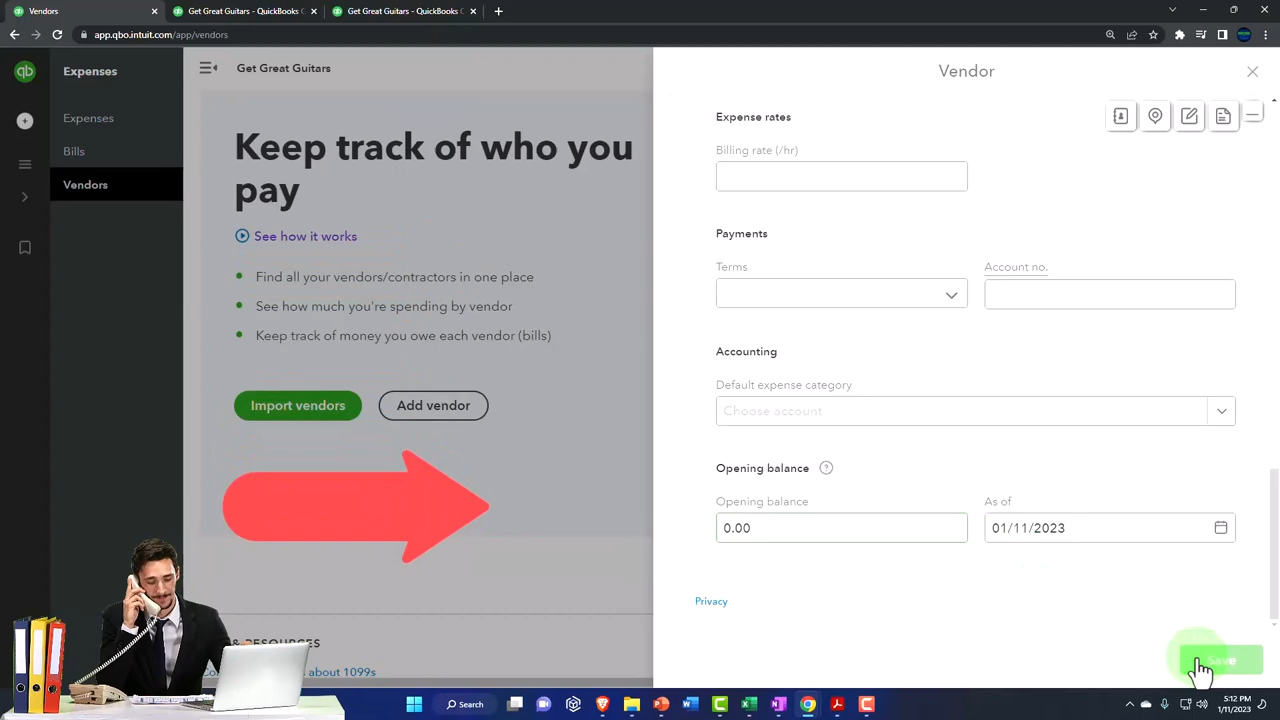 Vendors
Get Great Guitars - QuickBooks O
Get Great Guitars - QuickBooks O
app.qbo.intuit.com/app/vendors
qb
Expenses
Get Great Guitars
Vendor
Expenses
Bills
Vendors
Keep track of who you
pay
See how it works
Find all your vendors/contractors in one place
See how much you're spending by vendor
Keep track of money you owe each vendor (bills)
Import vendors
Add vendor
Expense rates
Billing rate (/hr)
Payments
Terms
Account no.
Accounting
Default expense category
Choose account
Opening balance
Opening balance
As of
0.00
01/11/2023
Privacy
Save
& RESOURCES
about 1099s
Search
5:12 PM
1/11/2023